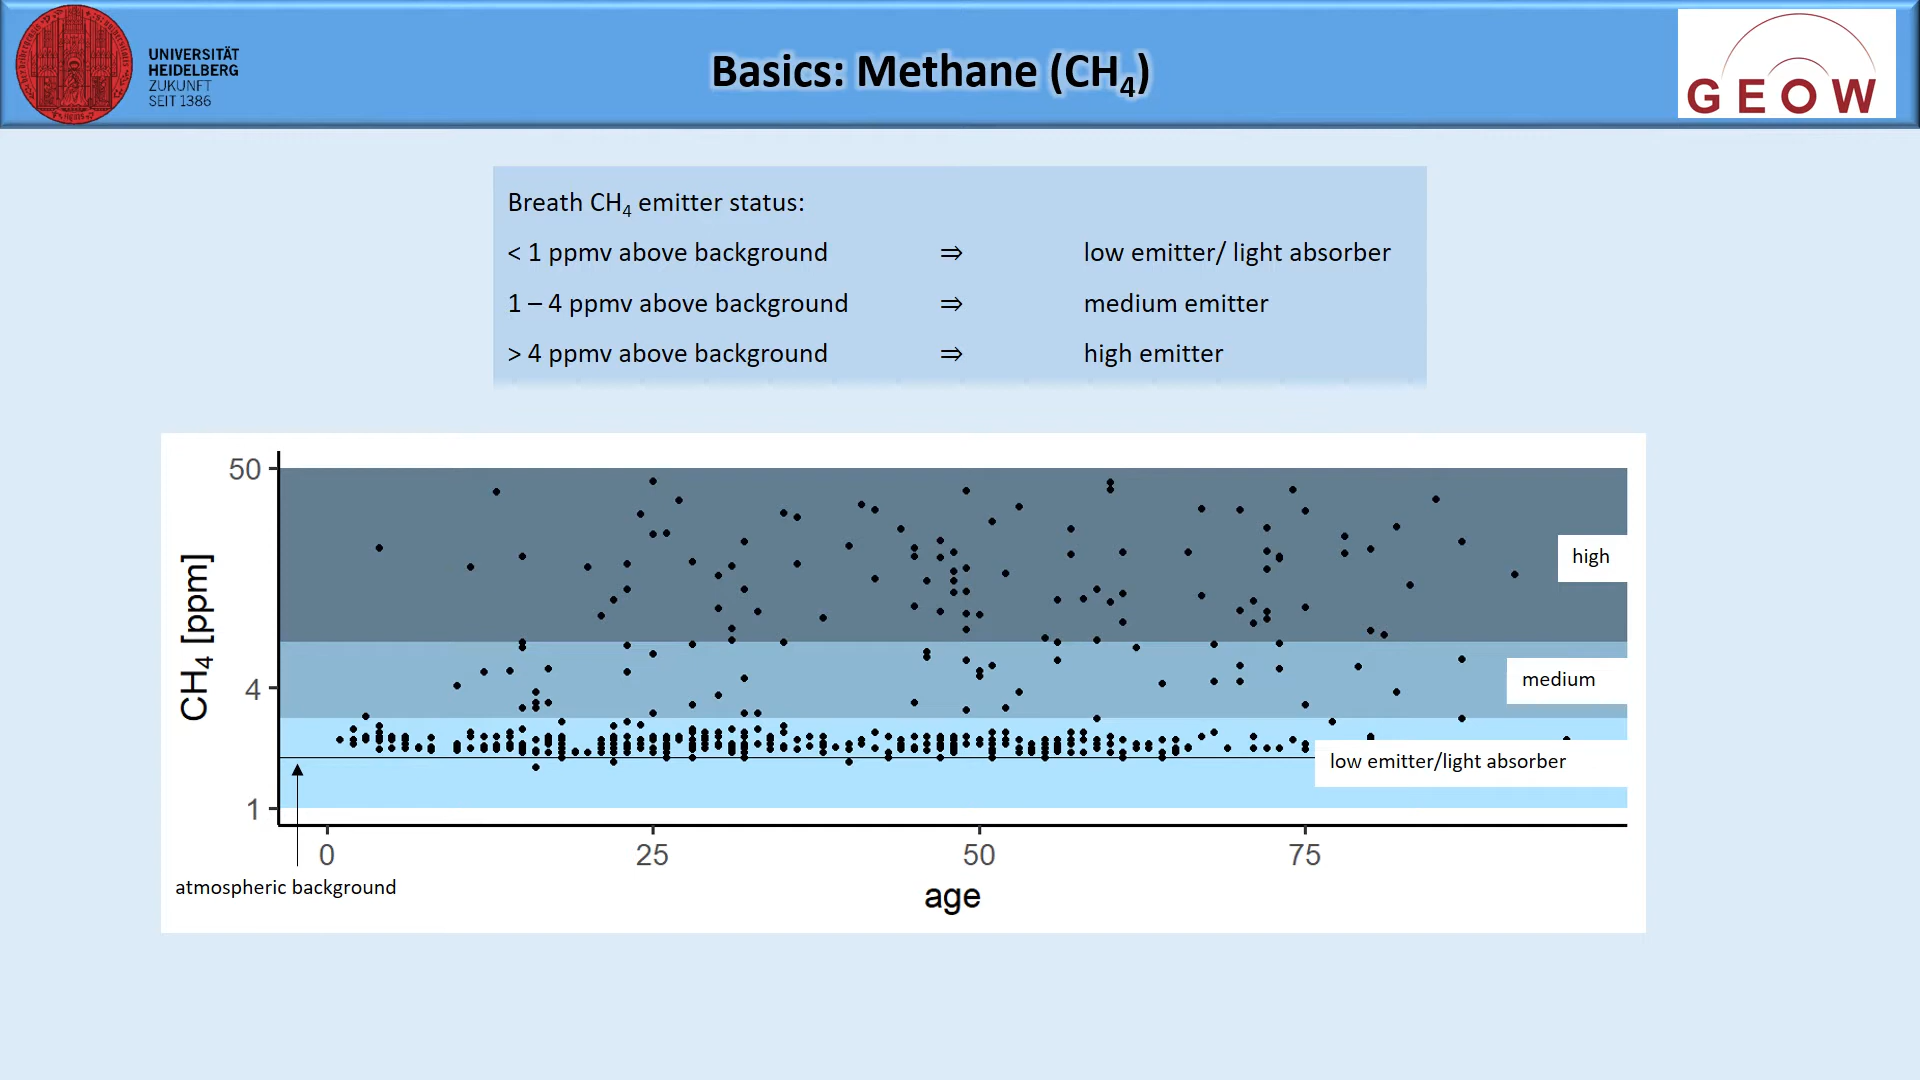 UNIVERSITÄT
HEIDELBERG
ZUKUNFT
SEIT 1386
Basics: Methane (CH₄)
GEOW
Breath CH₄ emitter status:
< 1 ppmv above background ⇒ low emitter/ light absorber
1 – 4 ppmv above background ⇒ medium emitter
> 4 ppmv above background ⇒ high emitter
50
high
CH₄ [ppm]
medium
4
low emitter/light absorber
1
0 25 50 75
atmospheric background
age